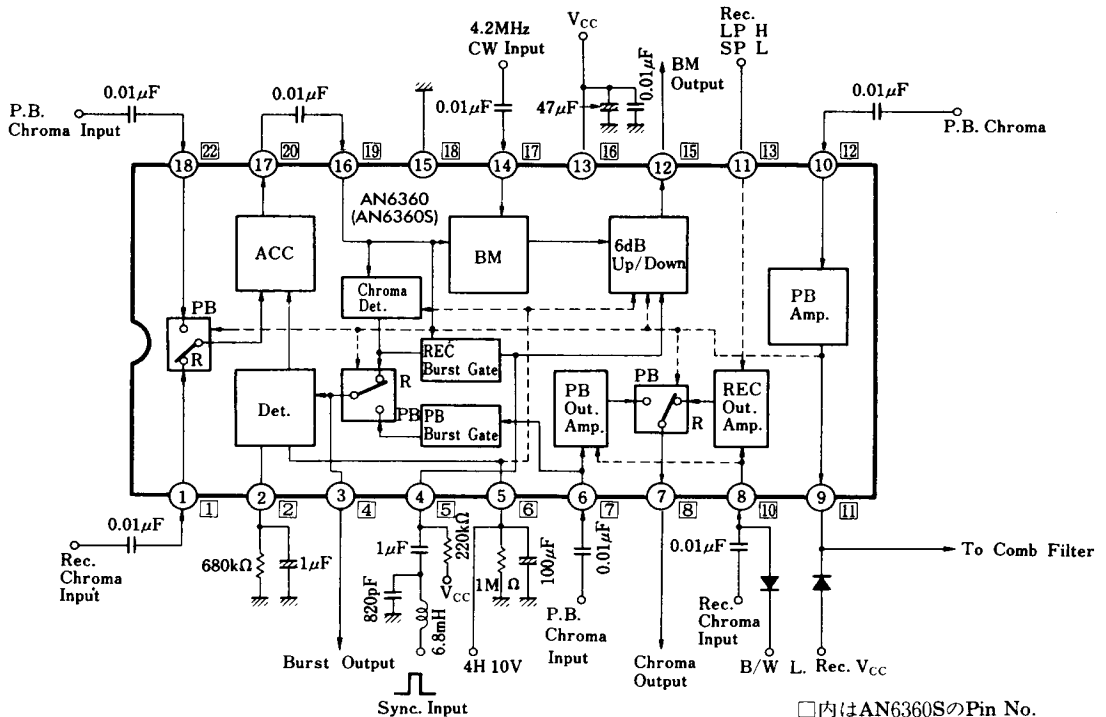 4.2MHz
CW Input
VCC
Rec.
LP H
SP L
0.01μF
0.01μF
0.01μF
47μF
0.01μF
BM
Output
0.01μF
P.B.
Chroma Input
P.B. Chroma
18 22
17 20
16 19
15 18
14 17
13 16
12 15
11 13
10 12
AN6360
(AN6360S)
ACC
BM
6dB
Up/Down
PB
Amp.
Chroma
Det.
PB
R
REC
Burst Gate
R
PB
PB
Burst Gate
Det.
PB
Out.
Amp.
PB
R
REC
Out.
Amp.
1 1
2 2
3 4
4 5
5 6
6 7
7 8
8 10
9 11
0.01μF
Rec.
Chroma
Input
680kΩ
1μF
1μF
220kΩ
VCC
820pF
6.8mH
1MΩ
100μF
0.01μF
0.01μF
To Comb Filter
P.B.
Chroma
Input
Rec.
Chroma
Input
Burst Output
4H 10V
Chroma
Output
B/W L.
Rec. VCC
Sync. Input
□内はAN6360SのPin No.